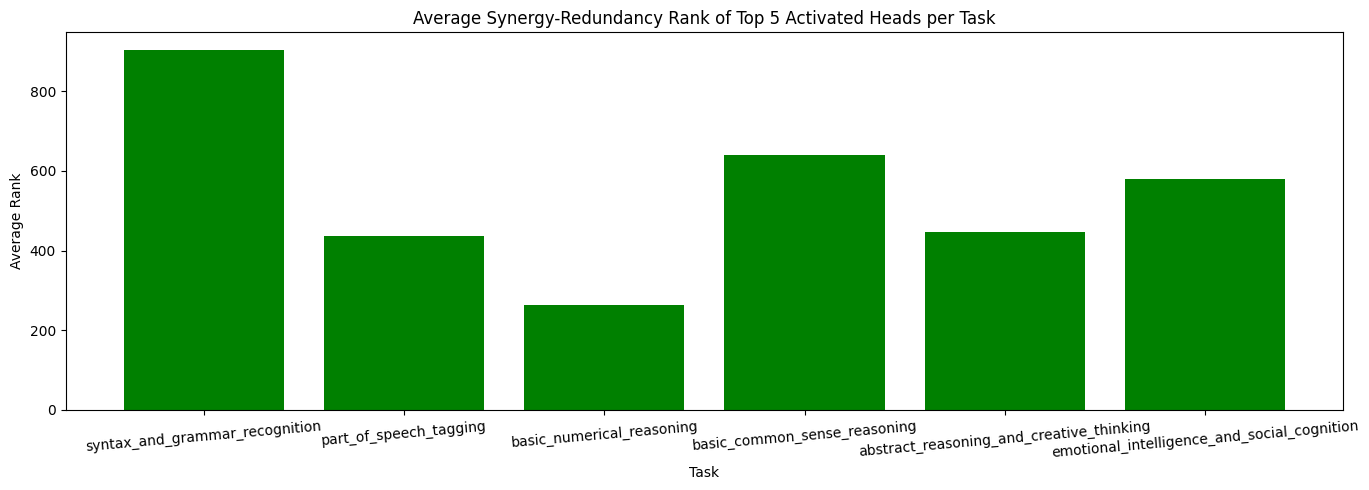 Average Synergy-Redundancy Rank of Top 5 Activated Heads per Task
Average Rank
800
600
400
200
0
syntax_and_grammar_recognition
part_of_speech_tagging
basic_numerical_reasoning
basic_common_sense_reasoning
abstract_reasoning_and_creative_thinking
emotional_intelligence_and_social_cognition
Task